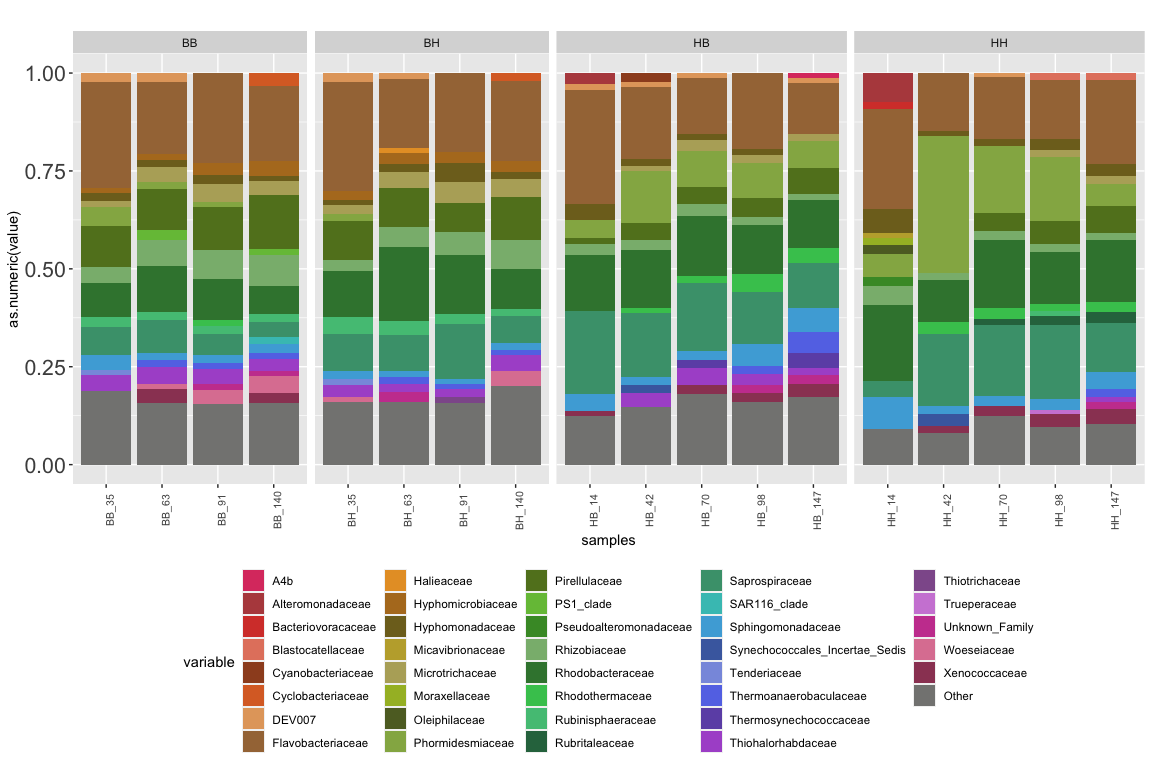 BB BH HB HH
as.numeric(value)
1.00
0.75
0.50
0.25
0.00
BB_35 BB_63 BB_91 BB_140 BH_35 BH_63 BH_91 BH_140 HB_14 HB_42 HB_70 HB_98 HB_147 HH_14 HH_42 HH_70 HH_98 HH_147
samples
variable
A4b
Alteromonadaceae
Bacteriovoracaceae
Blastocatellaceae
Cyanobacteriaceae
Cyclobacteriaceae
DEV007
Flavobacteriaceae
Halieaceae
Hyphomicrobiaceae
Hyphomonadaceae
Micavibrionaceae
Microtrichaceae
Moraxellaceae
Oleiphilaceae
Phormidesmiaceae
Pirellulaceae
PS1_clade
Pseudoalteromonadaceae
Rhizobiaceae
Rhodobacteraceae
Rhodothermaceae
Rubinisphaeraceae
Rubritaleaceae
Saprospiraceae
SAR116_clade
Sphingomonadaceae
Synechococcales_Incertae_Sedis
Tenderiaceae
Thermoanaerobaculaceae
Thermosynechococcaceae
Thiohalorhabdaceae
Thiotrichaceae
Trueperaceae
Unknown_Family
Woeseiaceae
Xenococcaceae
Other